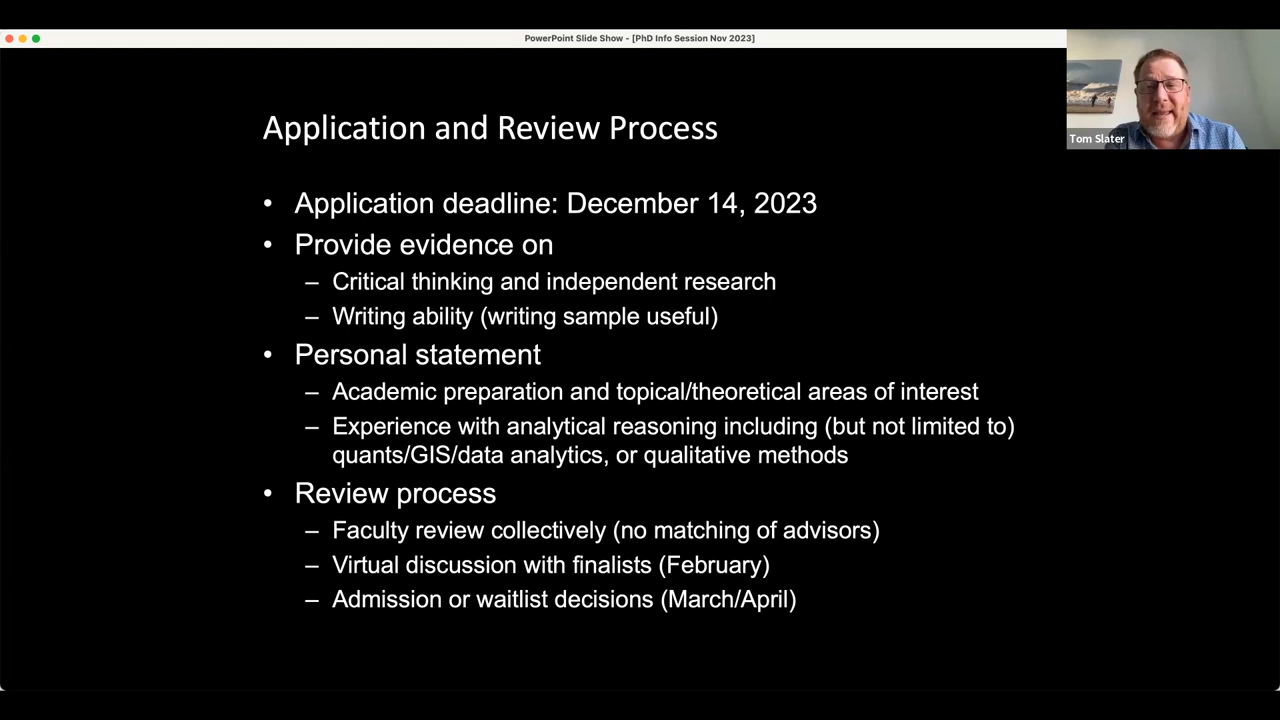 PowerPoint Slide Show - [PhD Info Session Nov 2023]
Tom Slater
Application and Review Process
• Application deadline: December 14, 2023
• Provide evidence on
– Critical thinking and independent research
– Writing ability (writing sample useful)
• Personal statement
– Academic preparation and topical/theoretical areas of interest
– Experience with analytical reasoning including (but not limited to)
quants/GIS/data analytics, or qualitative methods
• Review process
– Faculty review collectively (no matching of advisors)
– Virtual discussion with finalists (February)
– Admission or waitlist decisions (March/April)